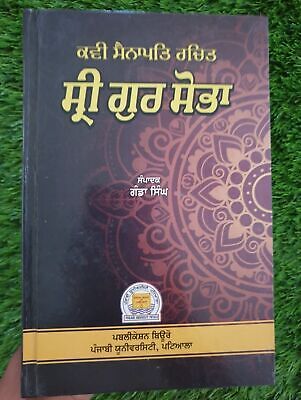 ਕਵੀ ਸੈਨਾਪਤਿ ਰਚਿਤ
ਸ਼੍ਰੀ ਗੁਰ ਸੋਭਾ
ਸੰਪਾਦਕ
ਗੰਡਾ ਸਿੰਘ
ਪਬਲੀਕੇਸ਼ਨ ਬਿਊਰੋ
ਪੰਜਾਬੀ ਯੂਨੀਵਰਸਿਟੀ, ਪਟਿਆਲਾ